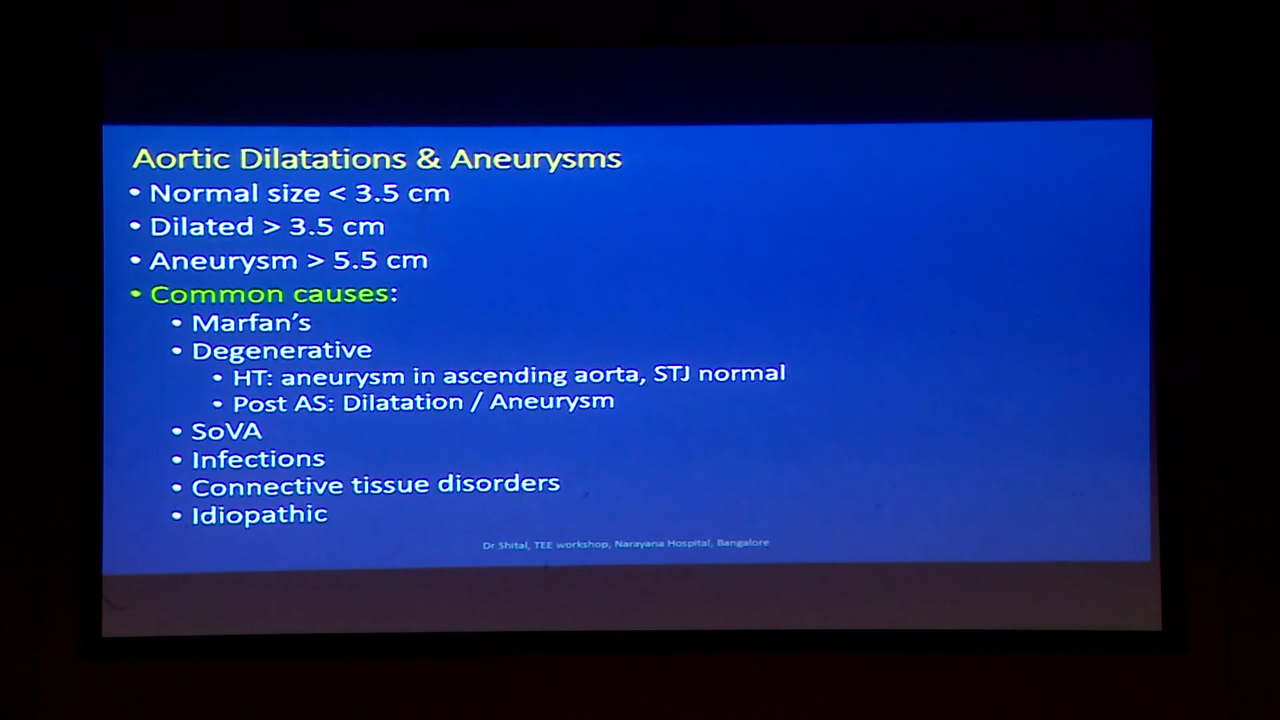 Aortic Dilatations & Aneurysms
• Normal size < 3.5 cm
• Dilated > 3.5 cm
• Aneurysm > 5.5 cm
• Common causes:
• Marfan's
• Degenerative
• HT: aneurysm in ascending aorta, STJ normal
• Post AS: Dilatation / Aneurysm
• SoVA
• Infections
• Connective tissue disorders
• Idiopathic
Dr Shital, TEE workshop, Narayana Hospital, Bangalore